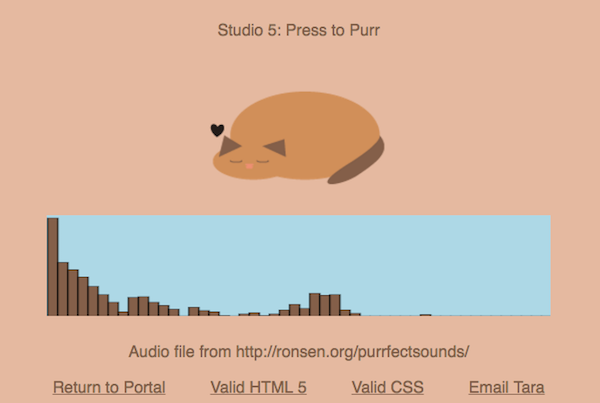 Studio 5: Press to Purr
Audio file from http://ronsen.org/purrfectsounds/
Return to Portal Valid HTML 5 Valid CSS Email Tara